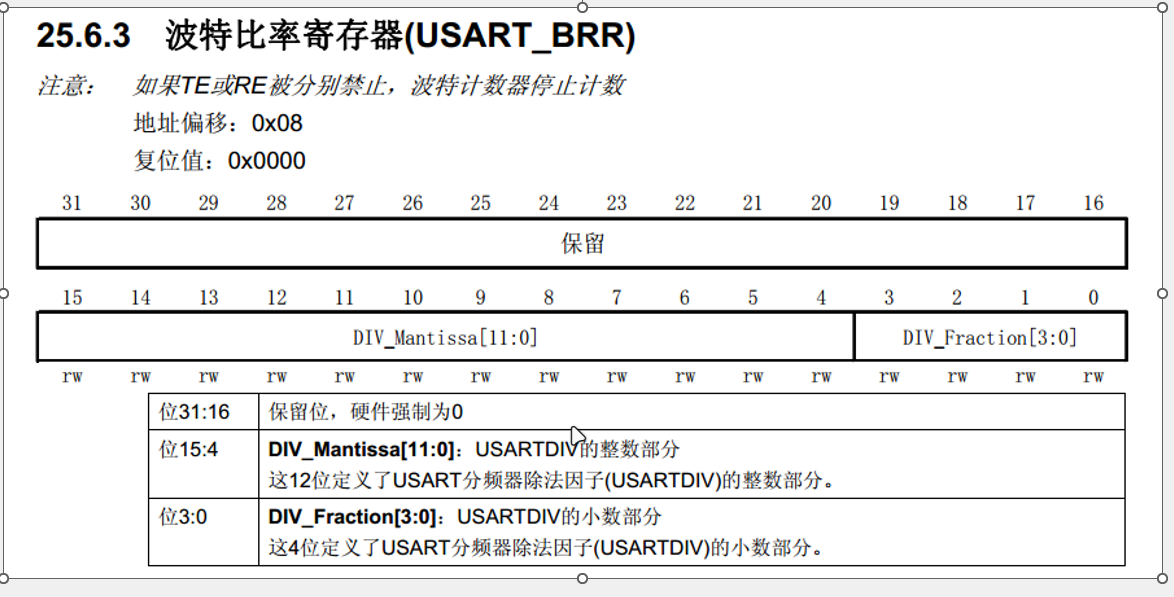 25.6.3 波特比率寄存器(USART_BRR)
注意： 如果TE或RE被分别禁止，波特计数器停止计数
地址偏移：0x08
复位值：0x0000
31 30 29 28 27 26 25 24 23 22 21 20 19 18 17 16
保留
15 14 13 12 11 10 9 8 7 6 5 4 3 2 1 0
DIV_Mantissa[11:0] DIV_Fraction[3:0]
rw rw rw rw rw rw rw rw rw rw rw rw rw rw rw rw
位31:16 保留位，硬件强制为0
位15:4 DIV_Mantissa[11:0]：USARTDIV的整数部分
这12位定义了USART分频器除法因子(USARTDIV)的整数部分。
位3:0 DIV_Fraction[3:0]：USARTDIV的小数部分
这4位定义了USART分频器除法因子(USARTDIV)的小数部分。